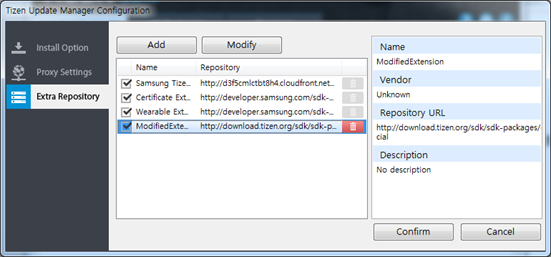 Tizen Update Manager Configuration
Install Option
Proxy Settings
Extra Repository
Add
Modify
Name Repository
Samsung Tize... http://d3f5cmlctbt8h4.cloudfront.net...
Certificate Ext... http://developer.samsung.com/sdk-...
Wearable Ext... http://developer.samsung.com/sdk-...
ModifiedExte... http://download.tizen.org/sdk/sdk-p...
Name
ModifiedExtension
Vendor
Unknown
Repository URL
http://download.tizen.org/sdk/sdk-packages/
cial
Description
No description
Confirm
Cancel